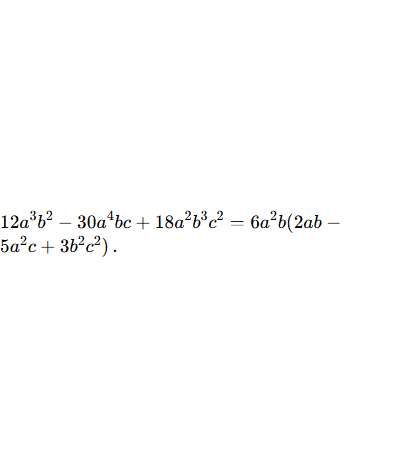 12a³b² − 30a⁴bc + 18a²b³c² = 6a²b(2ab −
5a²c + 3b²c²) .